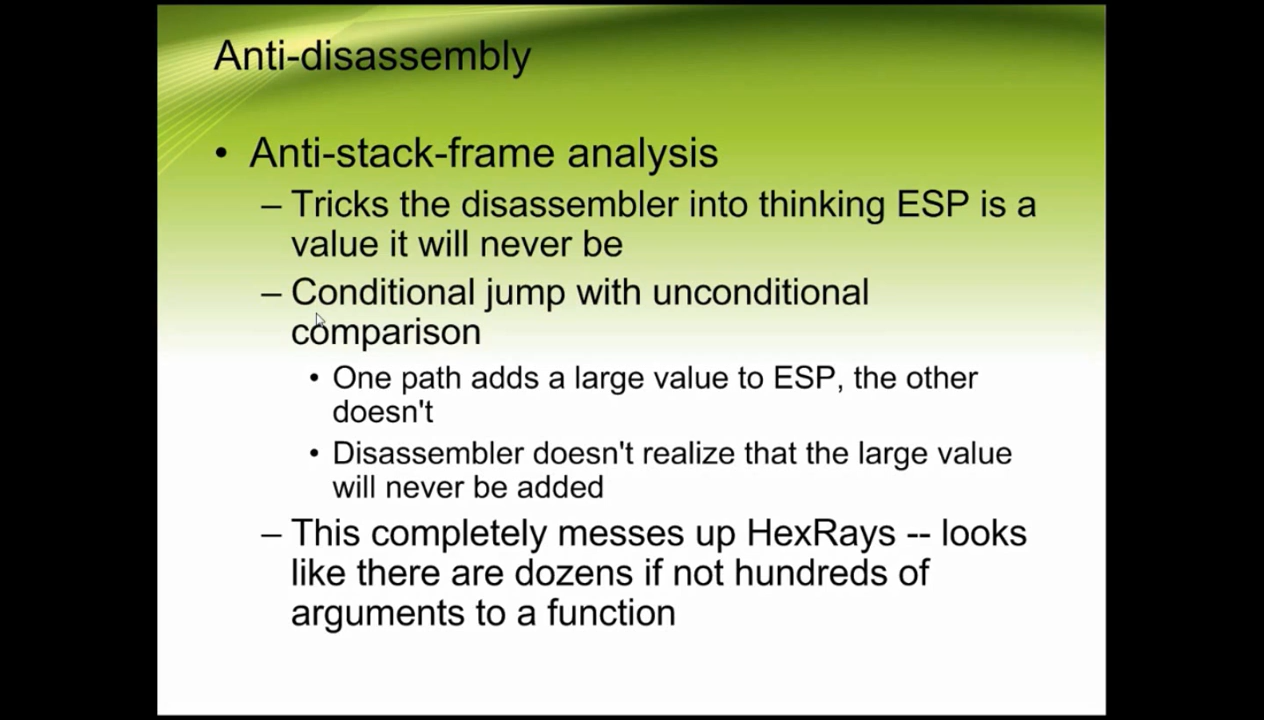 Anti-disassembly
• Anti-stack-frame analysis
– Tricks the disassembler into thinking ESP is a
value it will never be
– Conditional jump with unconditional
comparison
• One path adds a large value to ESP, the other
doesn't
• Disassembler doesn't realize that the large value
will never be added
– This completely messes up HexRays -- looks
like there are dozens if not hundreds of
arguments to a function